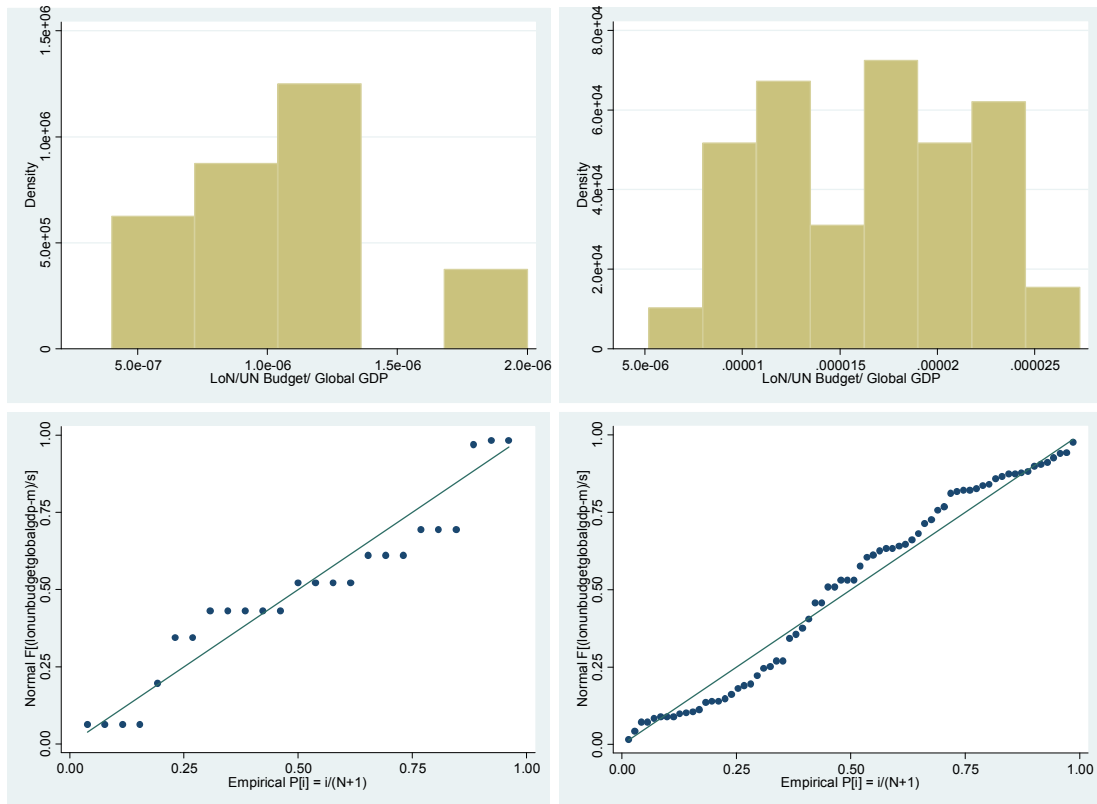 1.5e+06
1.0e+06
5.0e+05
0
Density
5.0e-07 1.0e-06 1.5e-06 2.0e-06
LoN/UN Budget/ Global GDP
8.0e+04
6.0e+04
4.0e+04
2.0e+04
0
Density
5.0e-06 .00001 .000015 .00002 .000025
LoN/UN Budget/ Global GDP
1.00
0.75
0.50
0.25
0.00
Normal F[(lonunbudgetglobalgdp-m)/s]
0.00 0.25 0.50 0.75 1.00
Empirical P[i] = i/(N+1)
1.00
0.75
0.50
0.25
0.00
Normal F[(lonunbudgetglobalgdp-m)/s]
0.00 0.25 0.50 0.75 1.00
Empirical P[i] = i/(N+1)